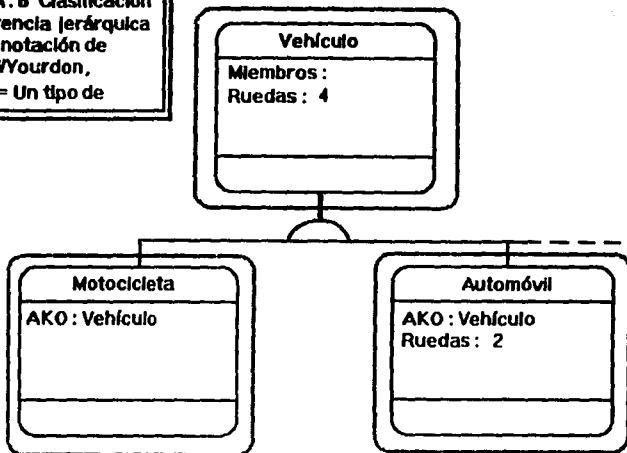 Clasificación
rencia Jerárquica
notación de
/Yourdon,
= Un tipo de
Vehículo
Miembros :
Ruedas : 4
Motocicleta
AKO : Vehículo
Automóvil
AKO : Vehículo
Ruedas : 2